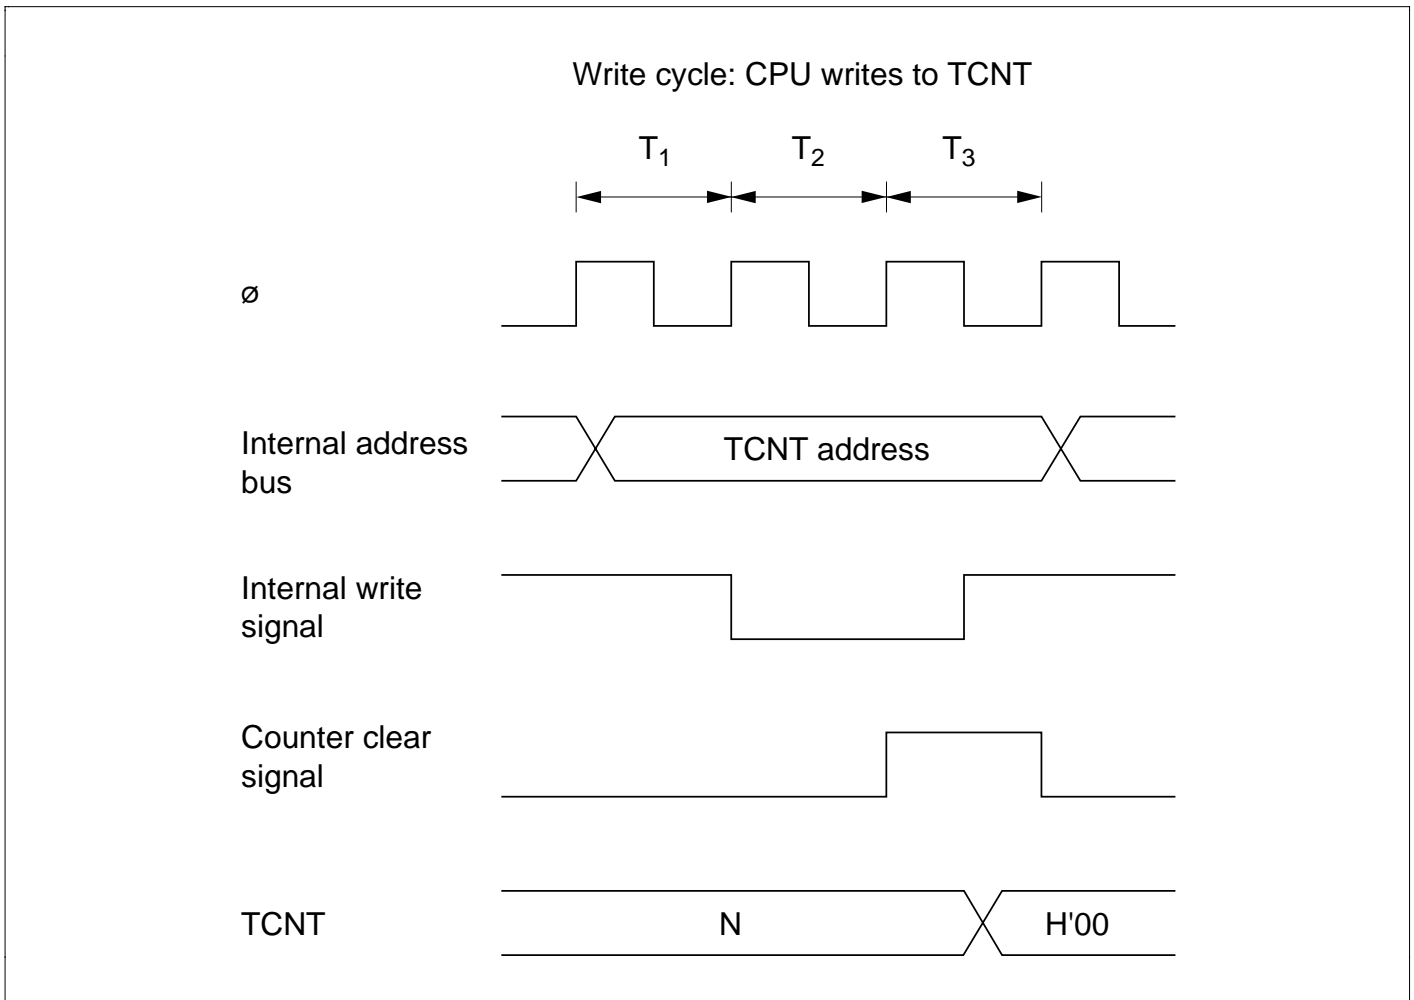 Write cycle: CPU writes to TCNT
T1 T2 T3
ø
Internal address
bus
TCNT address
Internal write
signal
Counter clear
signal
TCNT N H'00